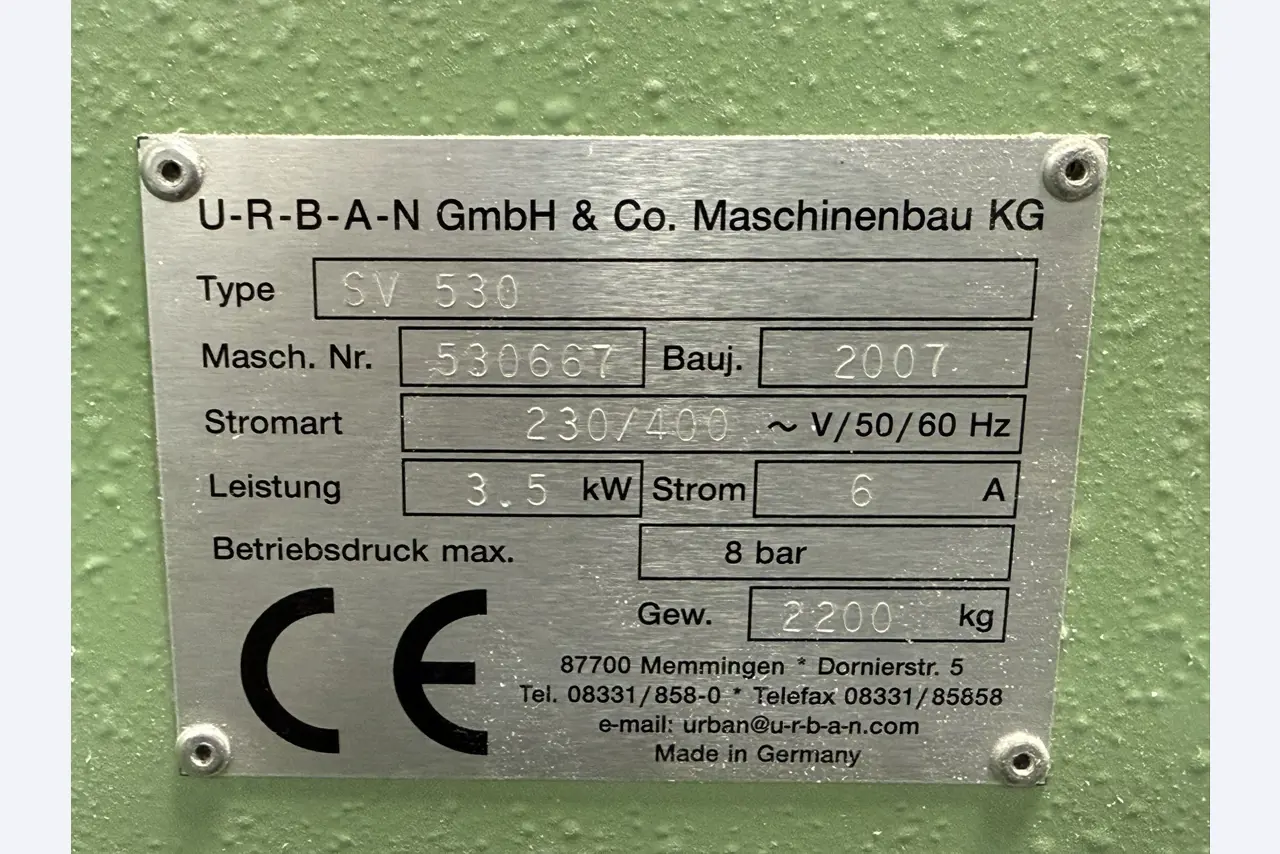 U-R-B-A-N GmbH & Co. Maschinenbau KG
Type SV 530
Masch. Nr. 530667 Bauj. 2007
Stromart 230/400 ~ V/50/60 Hz
Leistung 3.5 kW Strom 6 A
Betriebsdruck max. 8 bar
Gew. 2200 kg
CE
87700 Memmingen * Dornierstr. 5
Tel. 08331/858-0 * Telefax 08331/85858
e-mail: urban@u-r-b-a-n.com
Made in Germany